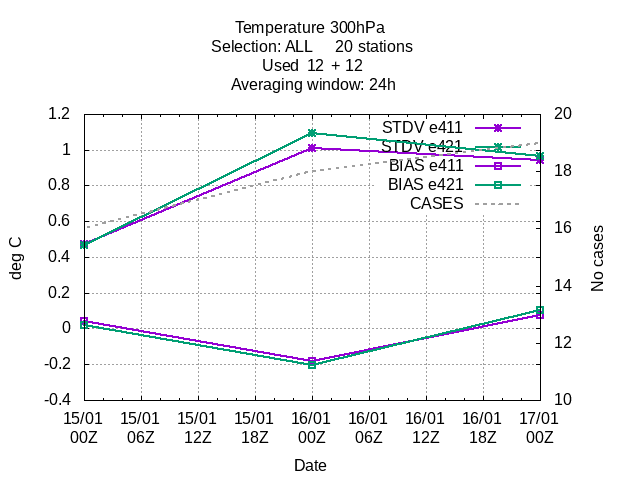 Temperature 300hPa
Selection: ALL 20 stations
Used 12 + 12
Averaging window: 24h
1.2
1
0.8
0.6
0.4
0.2
0
-0.2
-0.4
deg C
20
18
16
14
12
10
No cases
STDV e411
STDV e421
BIAS e411
BIAS e421
CASES
15/01 15/01 15/01 15/01 16/01 16/01 16/01 16/01 17/01
00Z 06Z 12Z 18Z 00Z 06Z 12Z 18Z 00Z
Date